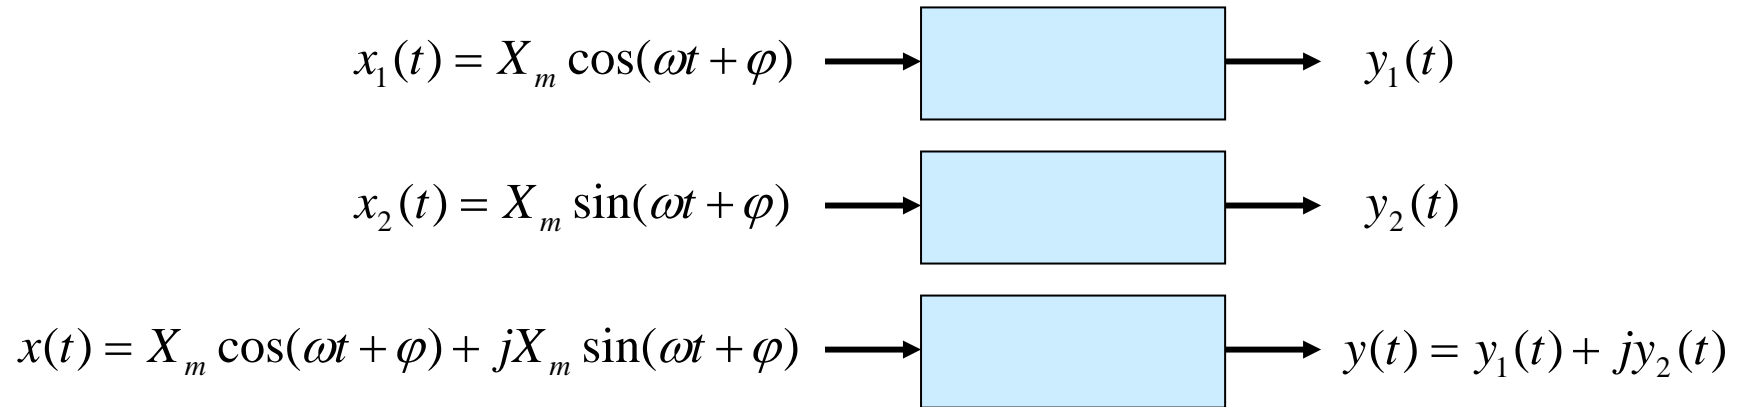 x₁(t) = Xₘ cos(ωt + φ) y₁(t)
x₂(t) = Xₘ sin(ωt + φ) y₂(t)
x(t) = Xₘ cos(ωt + φ) + jXₘ sin(ωt + φ) y(t) = y₁(t) + jy₂(t)